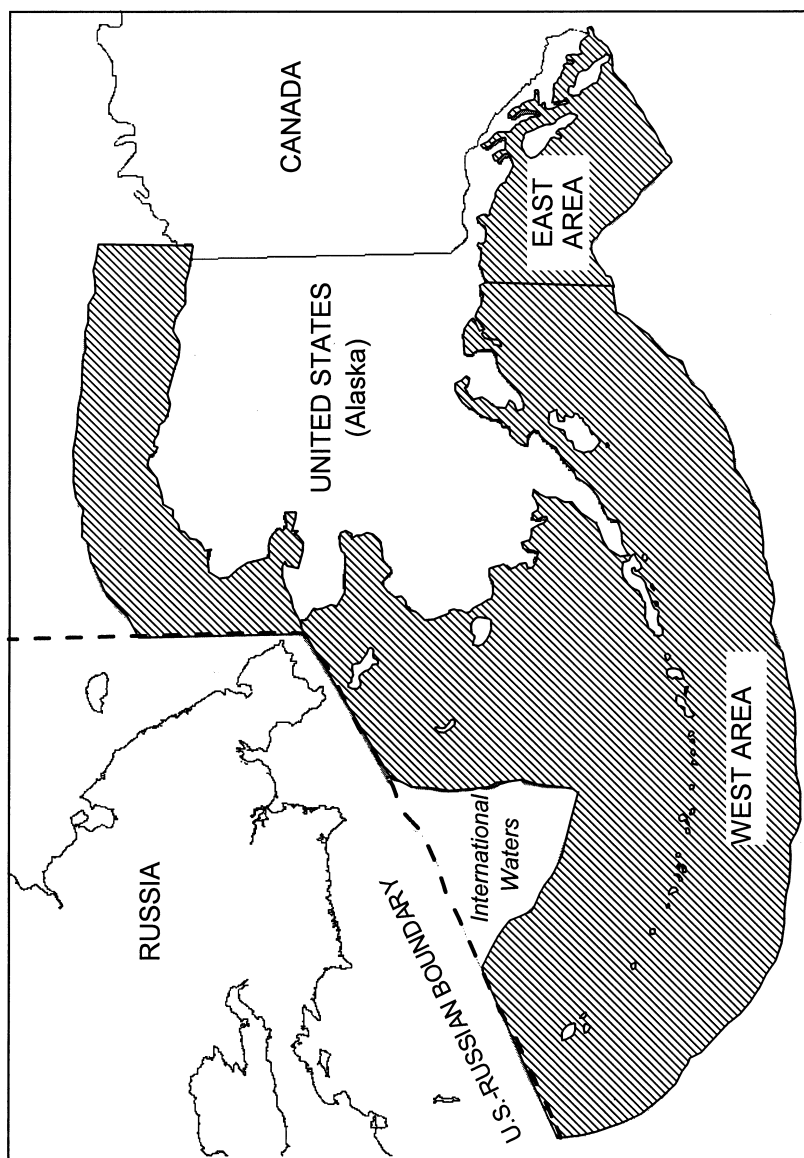 RUSSIA
CANADA
UNITED STATES
(Alaska)
U.S.-RUSSIAN BOUNDARY
International
Waters
EAST
AREA
WEST AREA